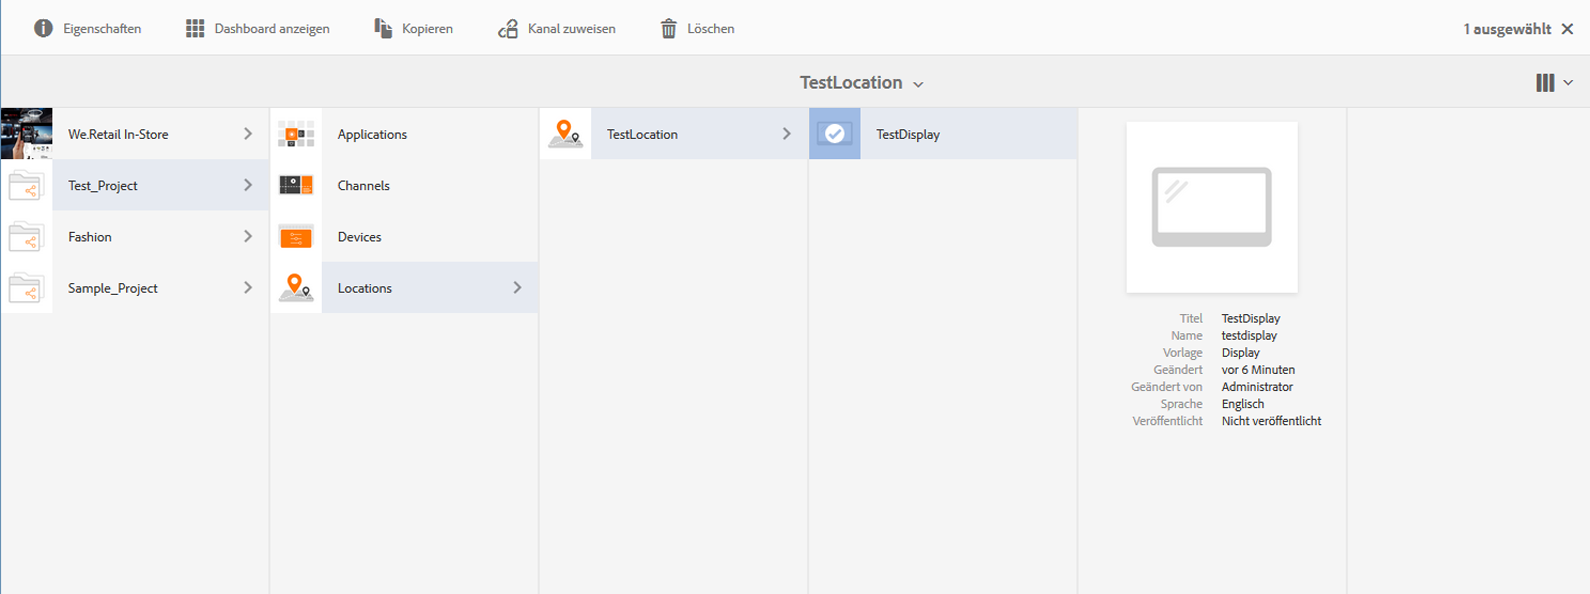 Eigenschaften Dashboard anzeigen Kopieren Kanal zuweisen Löschen 1 ausgewählt
TestLocation
We.Retail In-Store
Test_Project
Fashion
Sample_Project
Applications
Channels
Devices
Locations
TestLocation
TestDisplay
Titel TestDisplay
Name testdisplay
Vorlage Display
Geändert vor 6 Minuten
Geändert von Administrator
Sprache Englisch
Veröffentlicht Nicht veröffentlicht